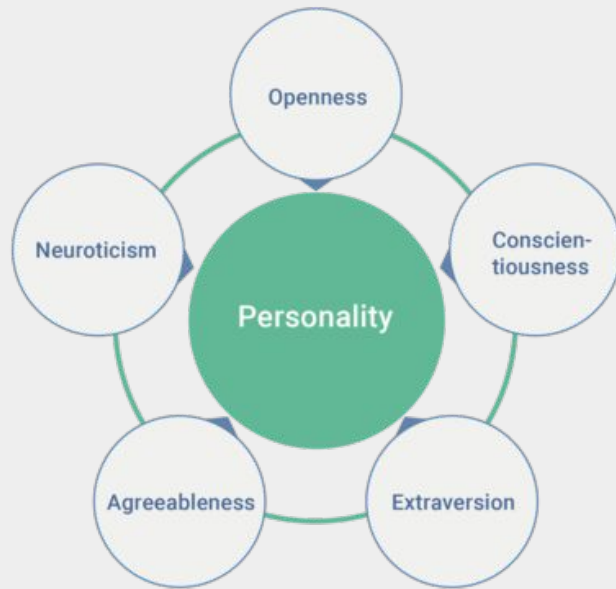 Openness
Neuroticism
Conscien-
tiousness
Personality
Agreeableness
Extraversion